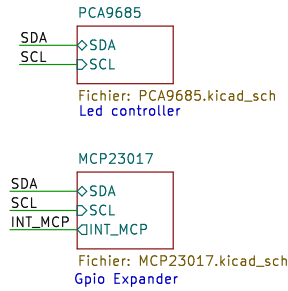 PCA9685
SDA
SDA
SCL
SCL
Fichier: PCA9685.kicad_sch
Led controller
MCP23017
SDA
SDA
SCL
SCL
INT_MCP
INT_MCP
Fichier: MCP23017.kicad_sch
Gpio Expander